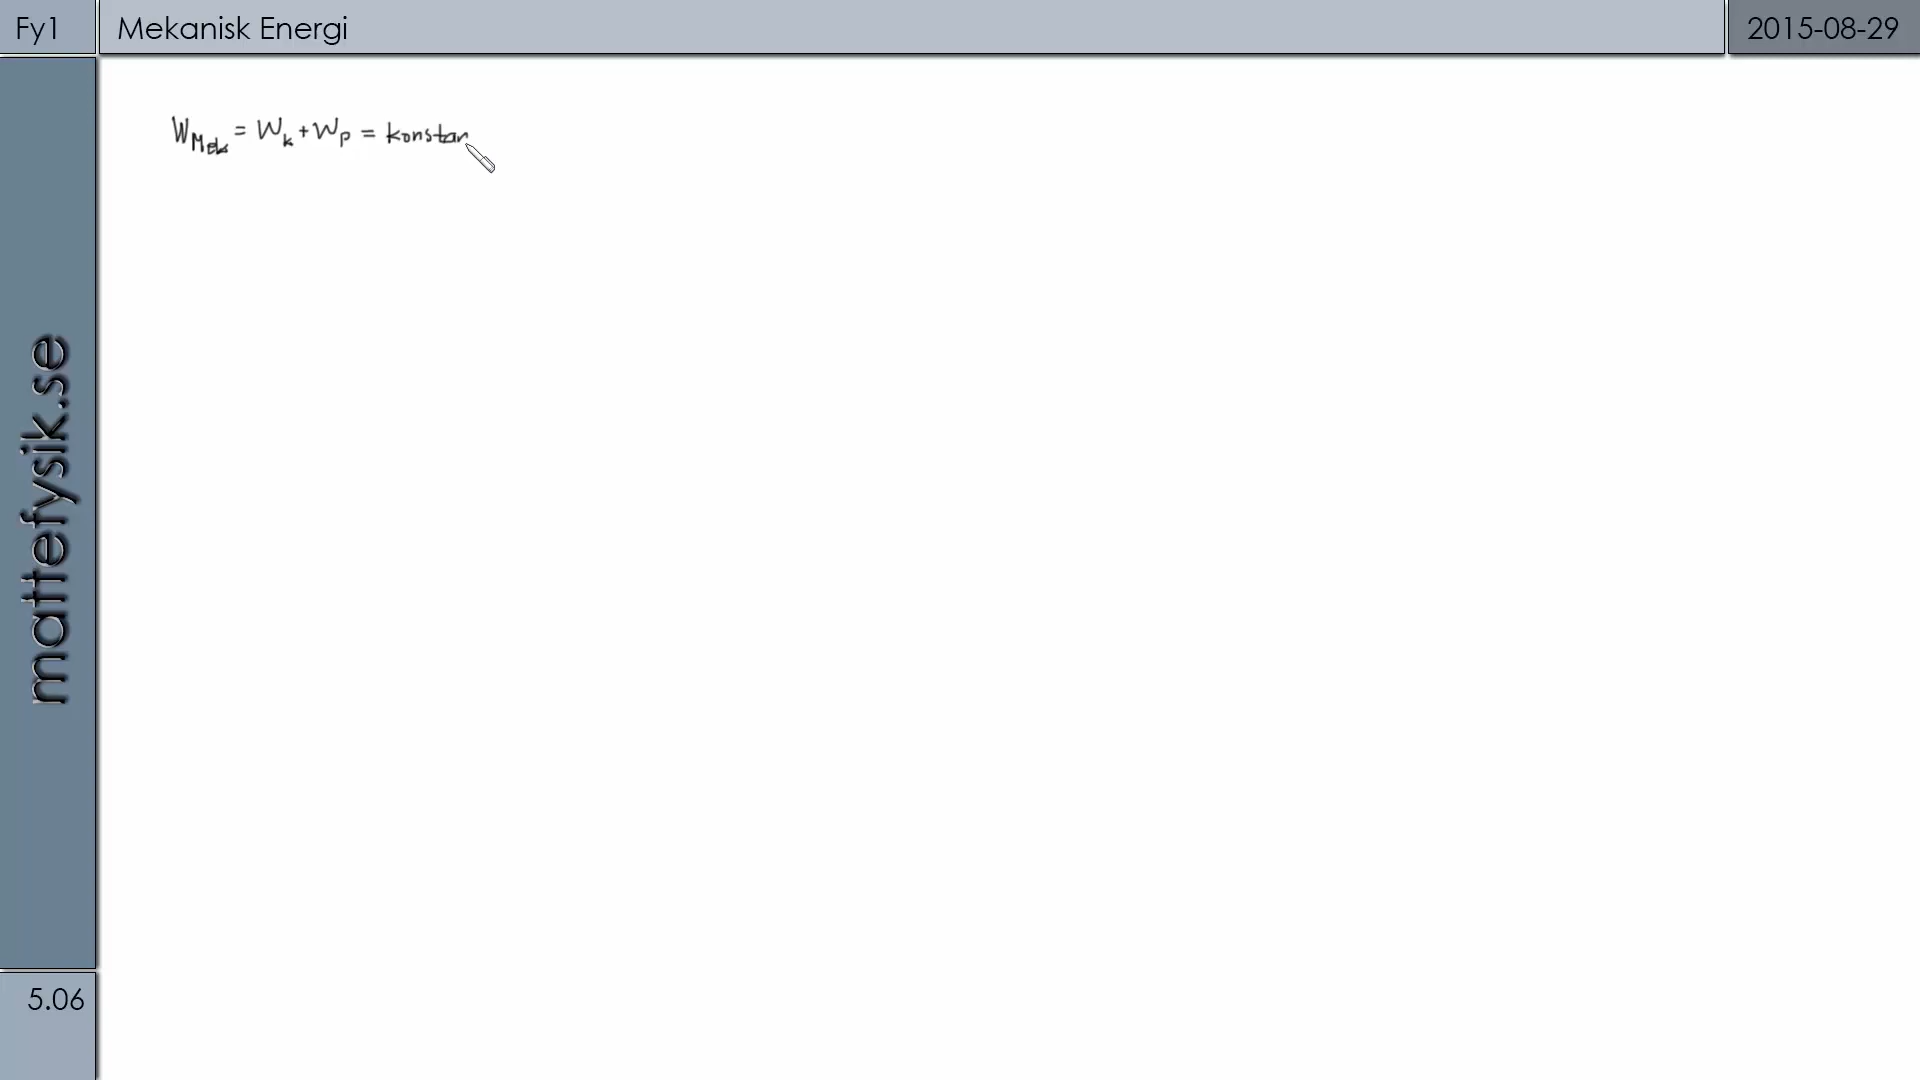 Fy1
Mekanisk Energi
2015-08-29
W_Mek = W_k + W_p = konstan
mattefysik.se
5.06